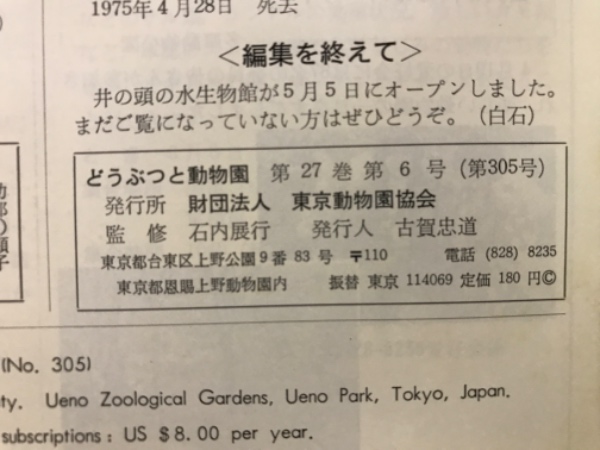 1975年4月28日 死去
<編集を終えて>
井の頭の水生物館が5月5日にオープンしました。
まだご覧になっていない方はぜひどうぞ。(白石)
どうぶつと動物園 第27巻第6号(第305号)
発行所 財団法人 東京動物園協会
監修 石内展行 発行人 古賀忠道
東京都台東区上野公園9番83号 〒110 電話(828)8235
東京都恩賜上野動物園内 振替 東京 114069 定価 180円©
(No. 305)
ty. Ueno Zoological Gardens, Ueno Park, Tokyo, Japan.
subscriptions: US $8.00 per year.